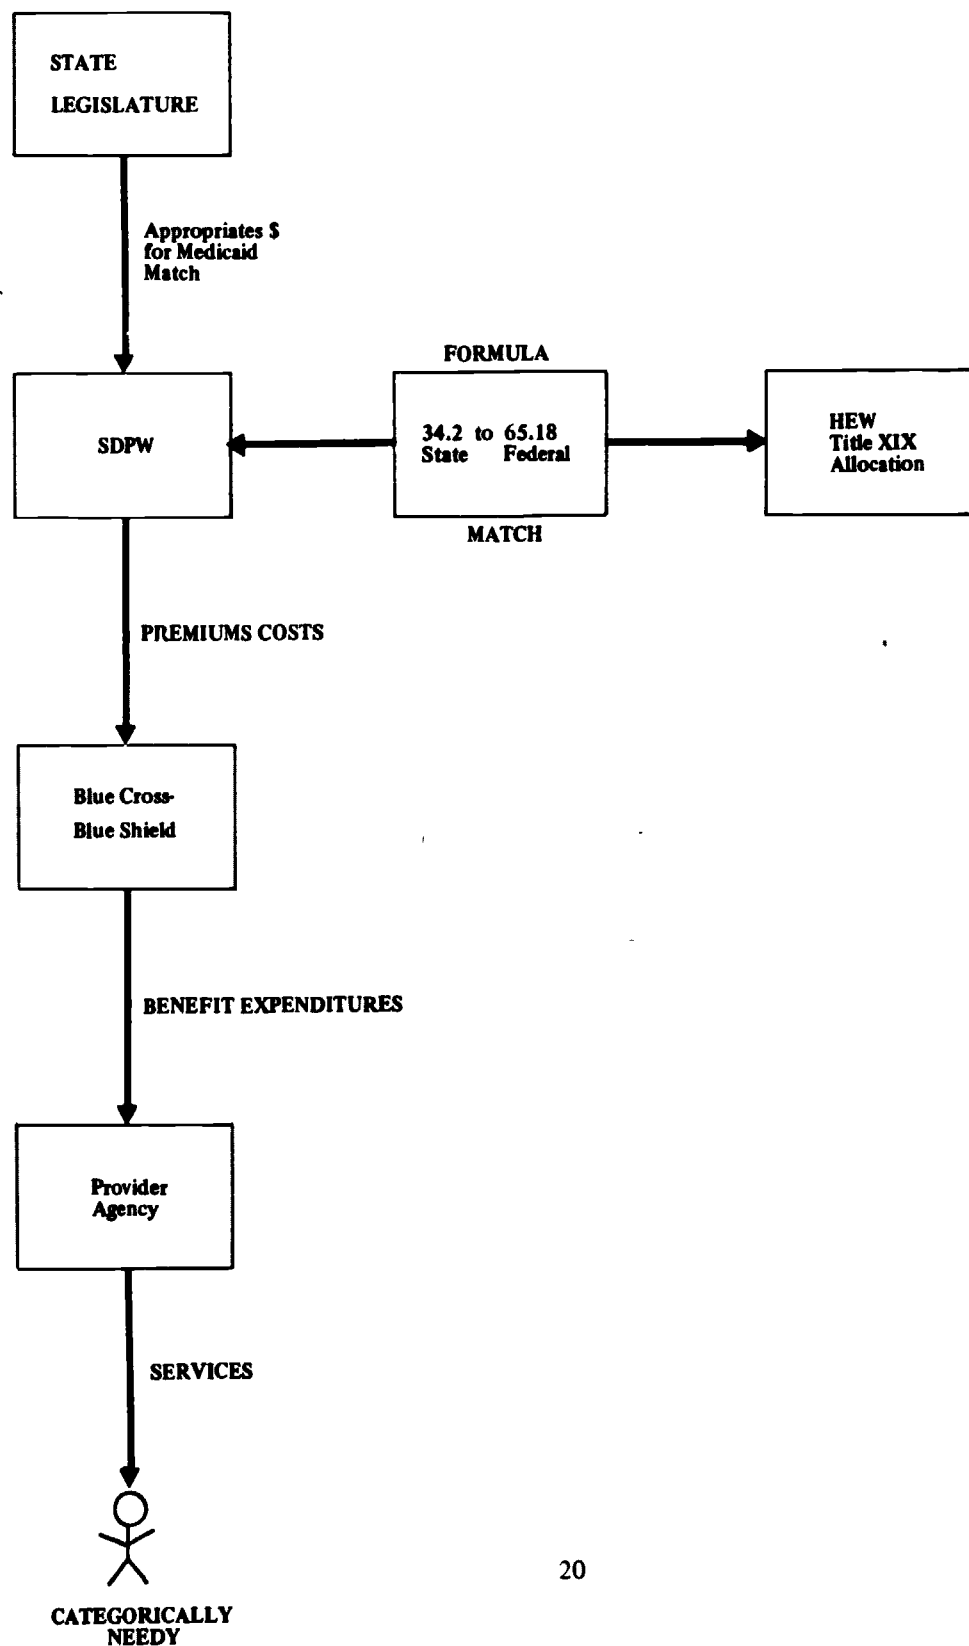 STATE
LEGISLATURE
Appropriates $
for Medicaid
Match
FORMULA
SDPW
34.2 to 65.18
State Federal
HEW
Title XIX
Allocation
MATCH
PREMIUMS COSTS
Blue Cross-
Blue Shield
BENEFIT EXPENDITURES
Provider
Agency
SERVICES
20
CATEGORICALLY
NEEDY